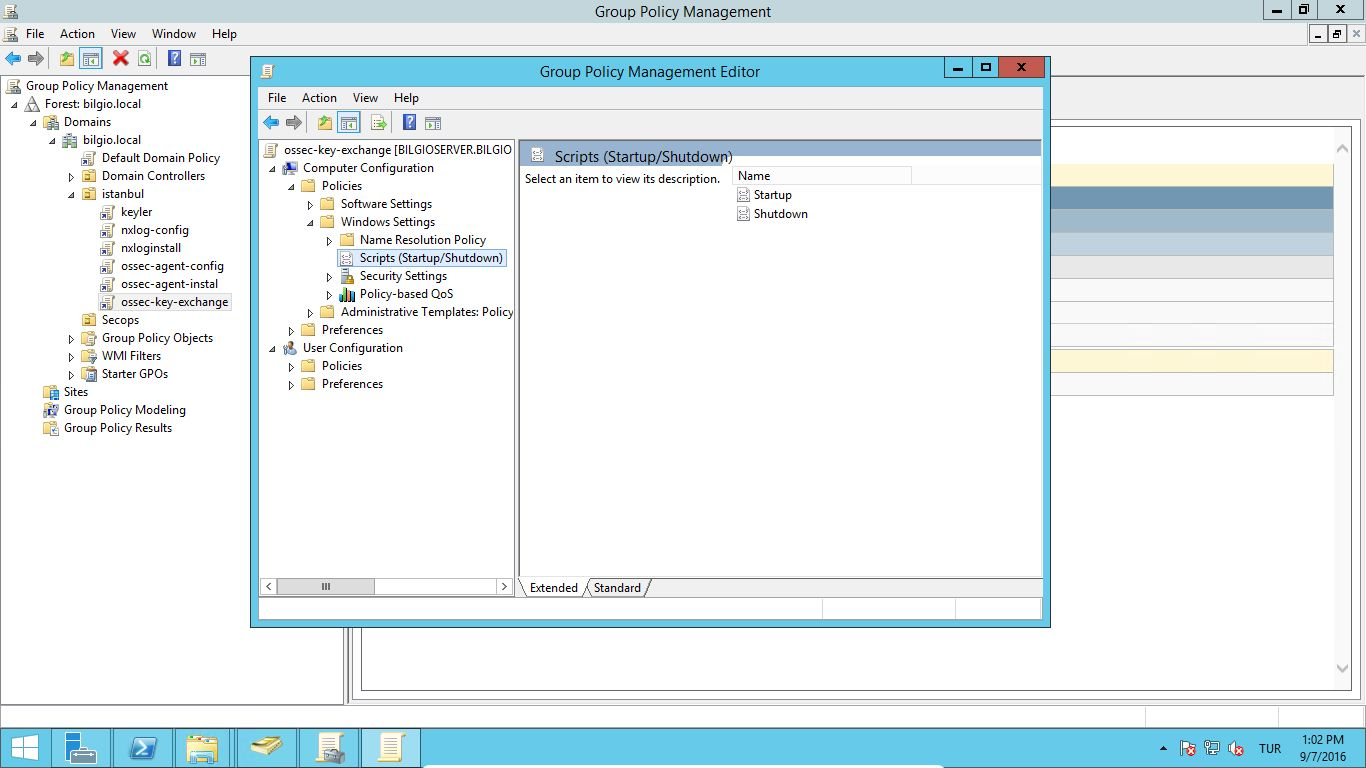 Group Policy Management
File Action View Window Help
Group Policy Management
Forest: bilgio.local
Domains
bilgio.local
Default Domain Policy
Domain Controllers
istanbul
keyler
nxlog-config
nxloginstall
ossec-agent-config
ossec-agent-instal
ossec-key-exchange
Secops
Group Policy Objects
WMI Filters
Starter GPOs
Sites
Group Policy Modeling
Group Policy Results
Group Policy Management Editor
File Action View Help
ossec-key-exchange [BILGIOSERVER.BILGIO
Computer Configuration
Policies
Software Settings
Windows Settings
Name Resolution Policy
Scripts (Startup/Shutdown)
Security Settings
Policy-based QoS
Administrative Templates: Policy
Preferences
User Configuration
Policies
Preferences
Scripts (Startup/Shutdown)
Select an item to view its description.
Name
Startup
Shutdown
Extended Standard
TUR
1:02 PM
9/7/2016